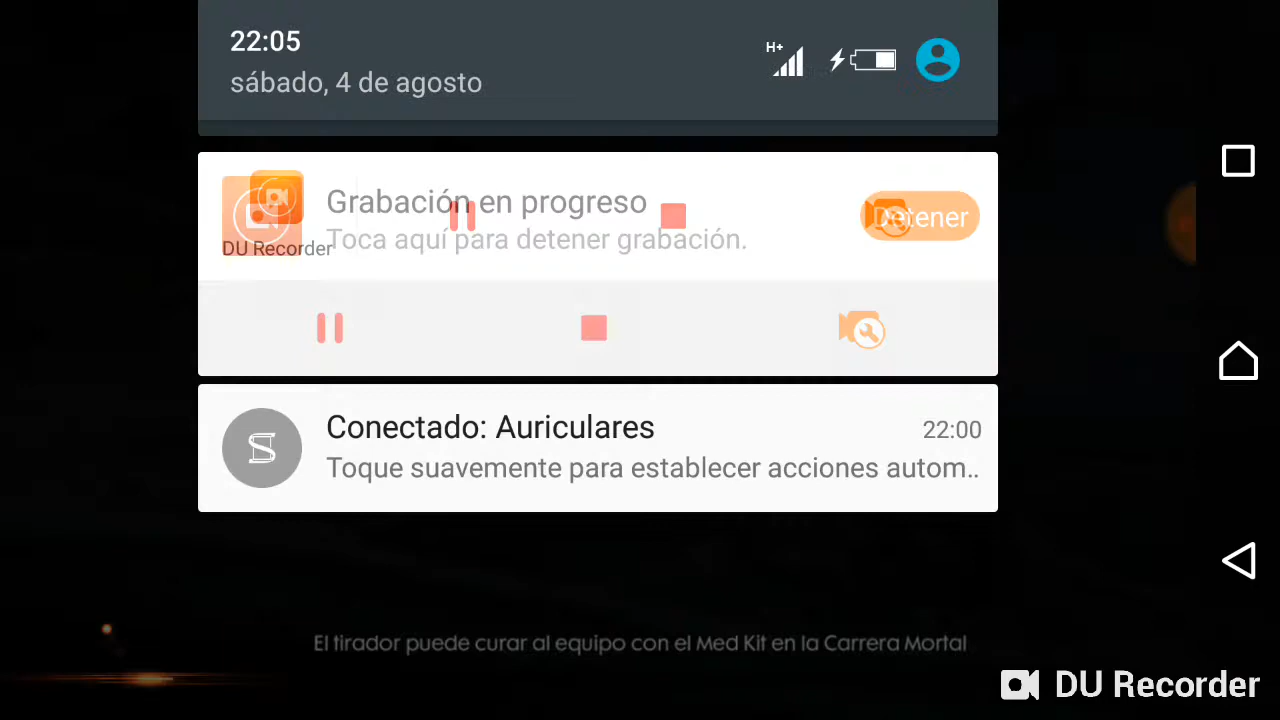 22:05
H+
sábado, 4 de agosto
Grabación en progreso
Detener
Toca aquí para detener grabación.
DU Recorder
Conectado: Auriculares
22:00
S
Toque suavemente para establecer acciones autom..
El tirador puede curar al equipo con el Med Kit en la Carrera Mortal
DU Recorder